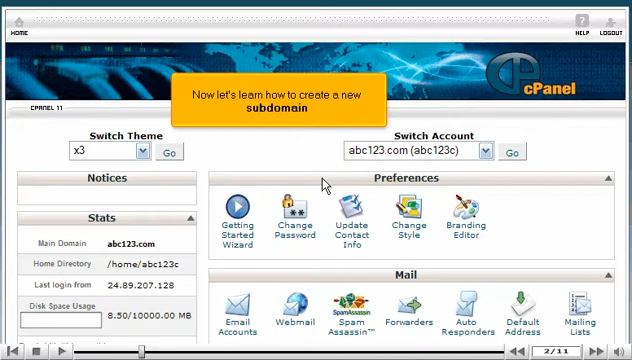 HOME
HELP
LOGOUT
cPanel
CPANEL 11
Now let's learn how to create a new
subdomain
Switch Theme
x3
Go
Switch Account
abc123.com (abc123c)
Go
Notices
Stats
Main Domain abc123.com
Home Directory /home/abc123c
Last login from 24.89.207.128
Disk Space Usage
8.50/10000.00 MB
Preferences
Getting
Started
Wizard
Change
Password
Update
Contact
Info
Change
Style
Branding
Editor
Mail
Email
Accounts
Webmail
SpamAssassin
Spam
Assassin™
Forwarders
Auto
Responders
Default
Address
Mailing
Lists
2/11